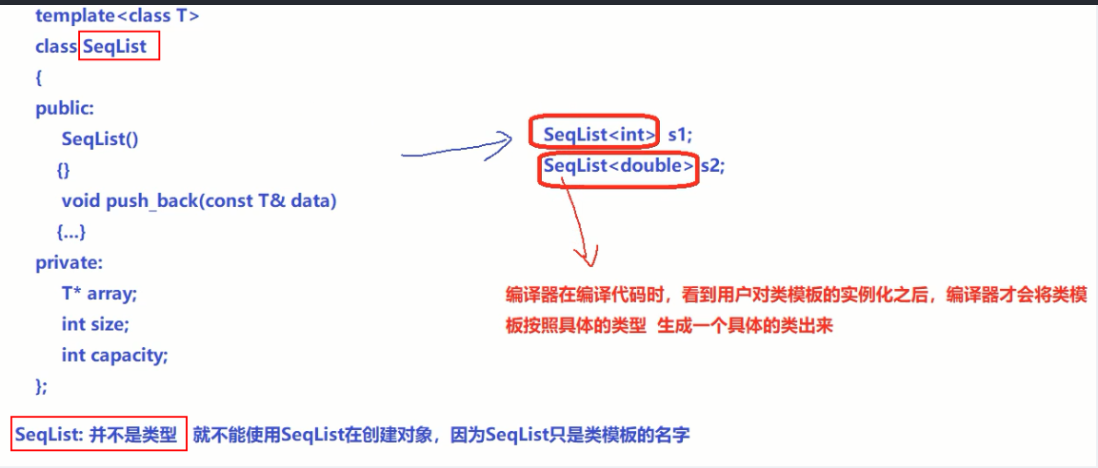 template<class T>
class SeqList
{
public:
SeqList()
{}
void push_back(const T& data)
{...}
private:
T* array;
int size;
int capacity;
};
SeqList<int> s1;
SeqList<double> s2;
编译器在编译代码时，看到用户对类模板的实例化之后，编译器才会将类模
板按照具体的类型 生成一个具体的类出来
SeqList: 并不是类型 就不能使用SeqList在创建对象，因为SeqList只是类模板的名字